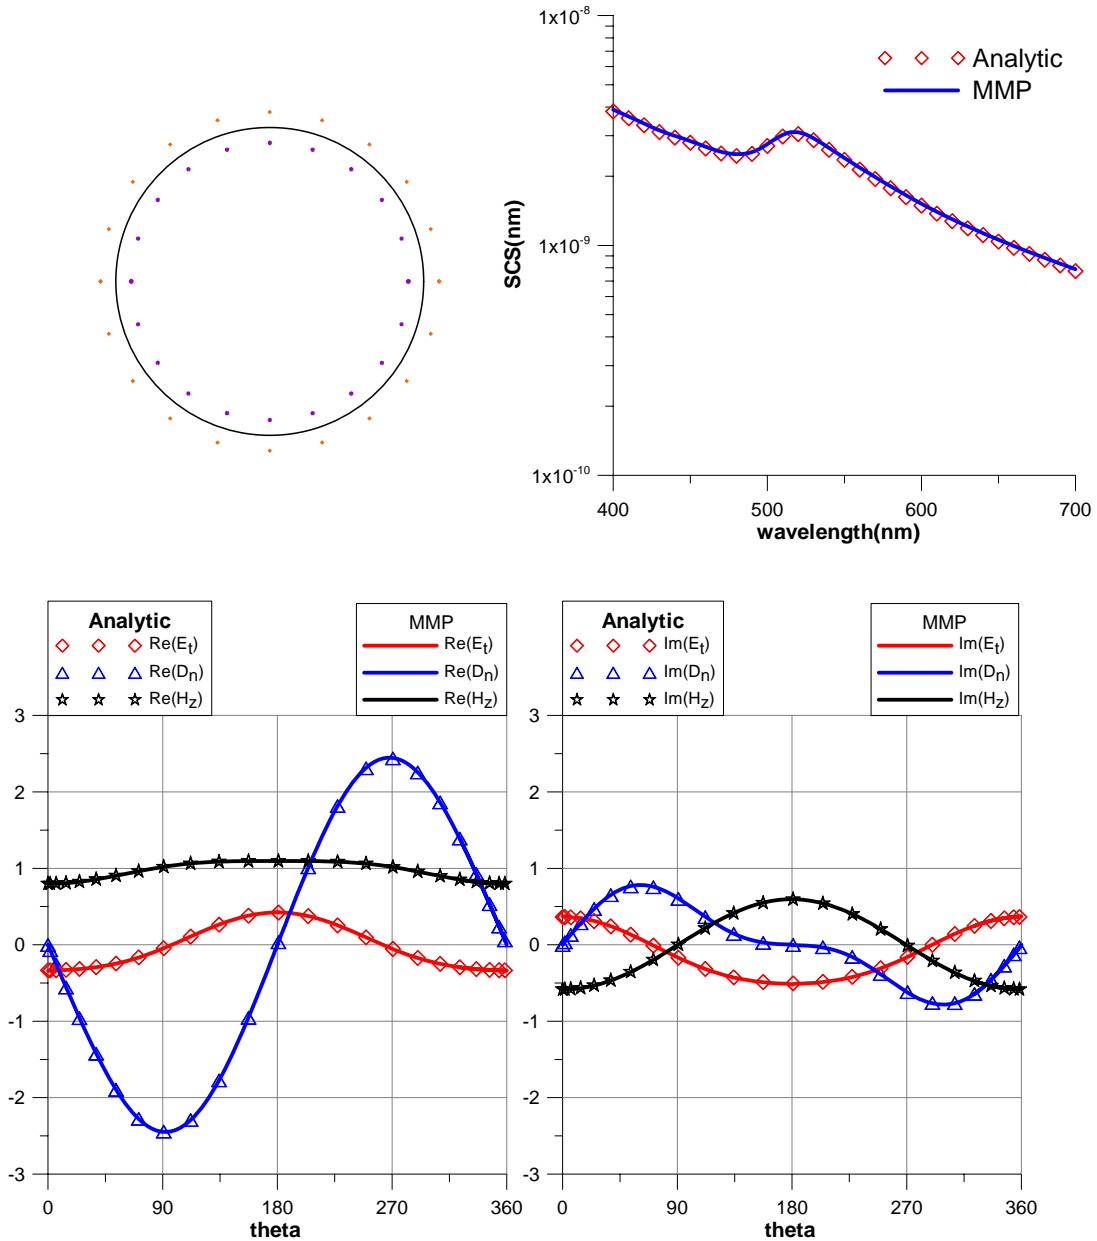 1x10-8
Analytic
MMP
SCS(nm)
1x10-9
1x10-10
400 500 600 700
wavelength(nm)
Analytic
Re(Et)
Re(Dn)
Re(Hz)
MMP
Re(Et)
Re(Dn)
Re(Hz)
3
2
1
0
-1
-2
-3
0 90 180 270 360
theta
Analytic
Im(Et)
Im(Dn)
Im(Hz)
MMP
Im(Et)
Im(Dn)
Im(Hz)
3
2
1
0
-1
-2
-3
0 90 180 270 360
theta